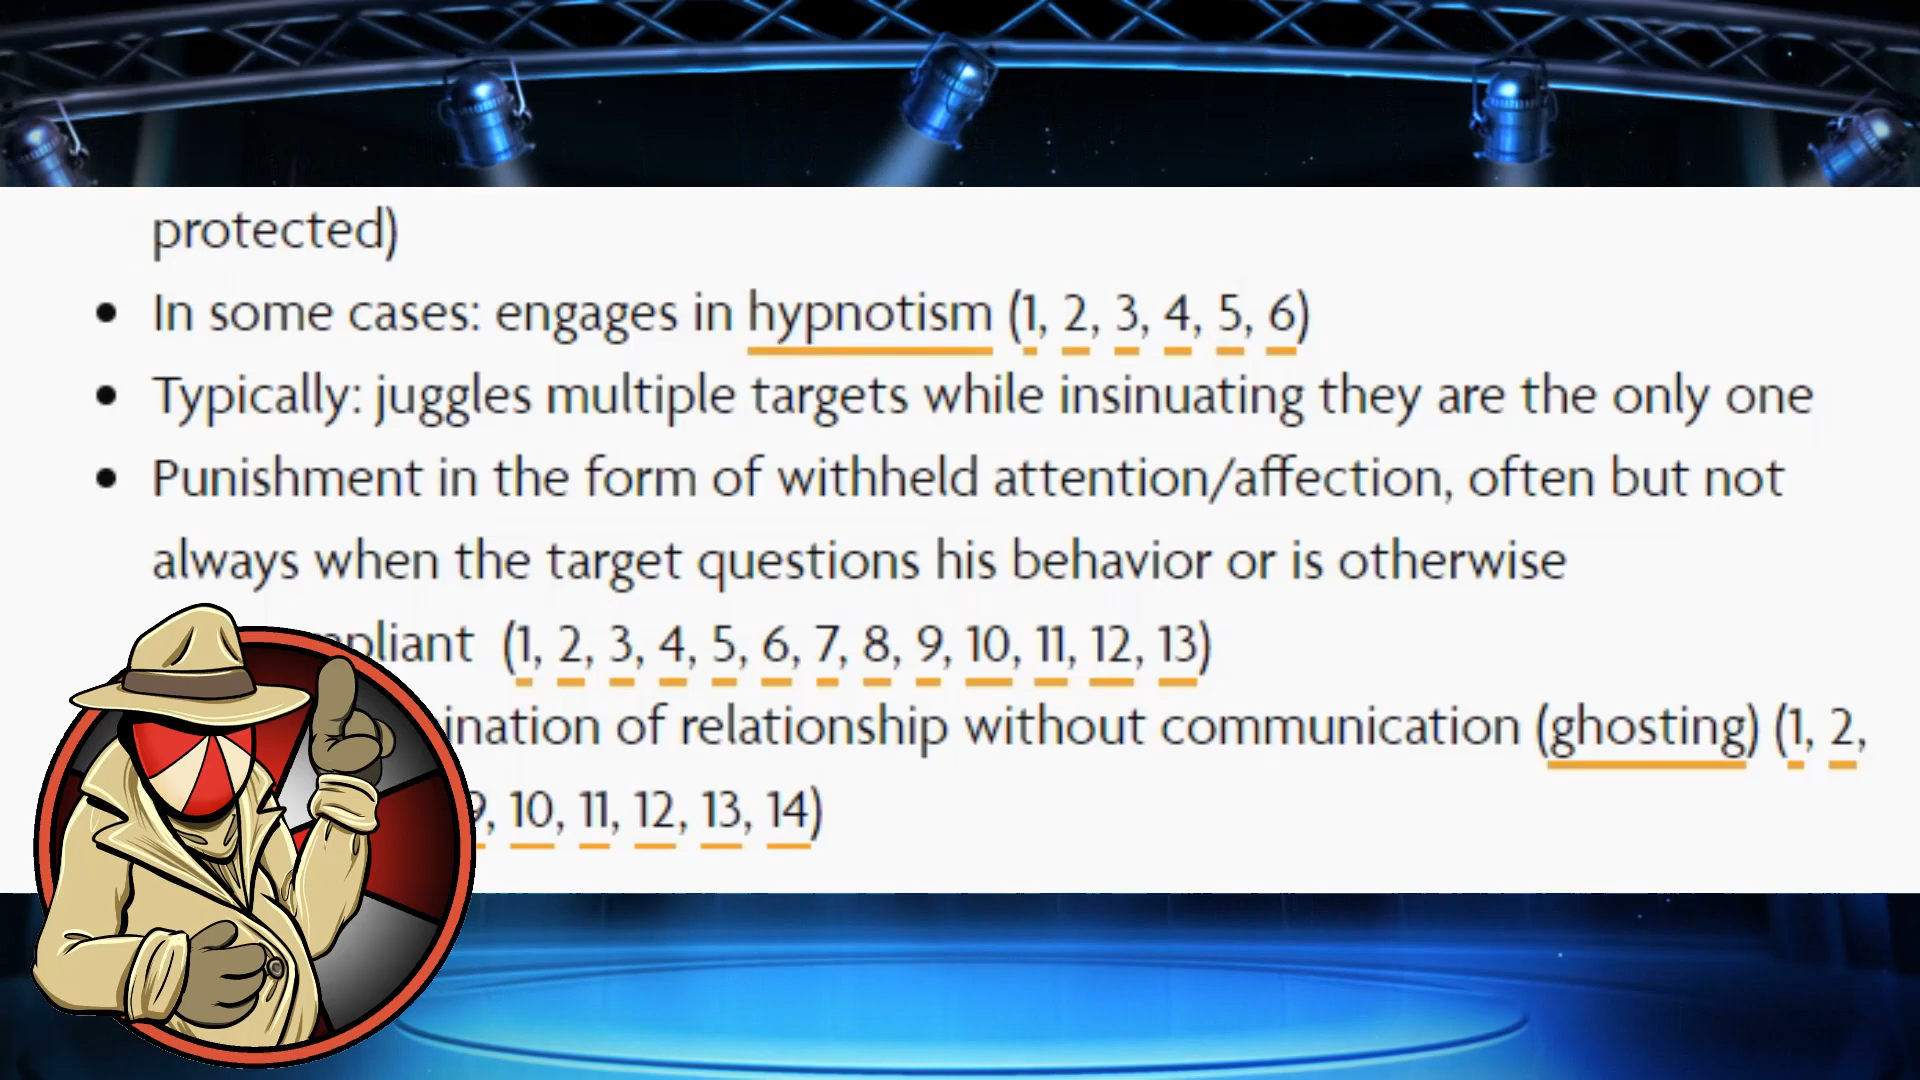 protected)
• In some cases: engages in hypnotism (1, 2, 3, 4, 5, 6)
• Typically: juggles multiple targets while insinuating they are the only one
• Punishment in the form of withheld attention/affection, often but not
always when the target questions his behavior or is otherwise
pliant (1, 2, 3, 4, 5, 6, 7, 8, 9, 10, 11, 12, 13)
ination of relationship without communication (ghosting) (1, 2,
9, 10, 11, 12, 13, 14)